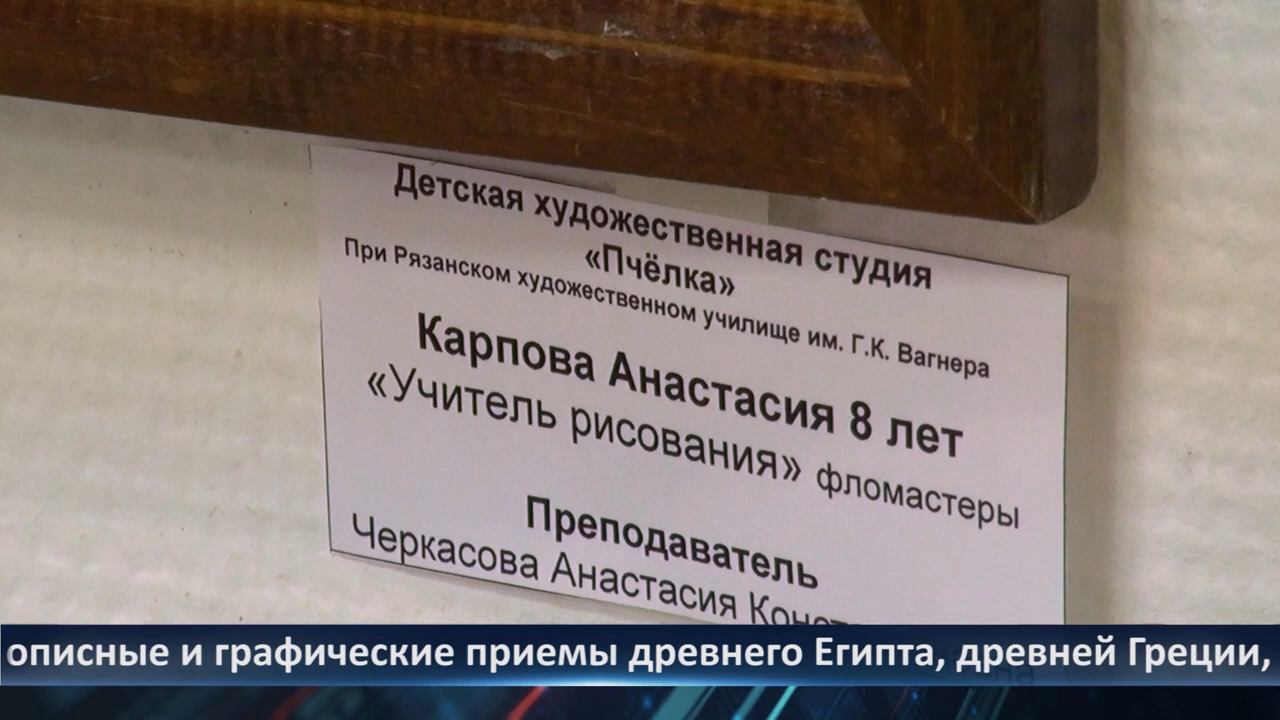 Детская художественная студия
«Пчёлка»
При Рязанском художественном училище им. Г.К. Вагнера
Карпова Анастасия 8 лет
«Учитель рисования» фломастеры
Преподаватель
Черкасова Анастасия
описные и графические приемы древнего Египта, древней Греции,